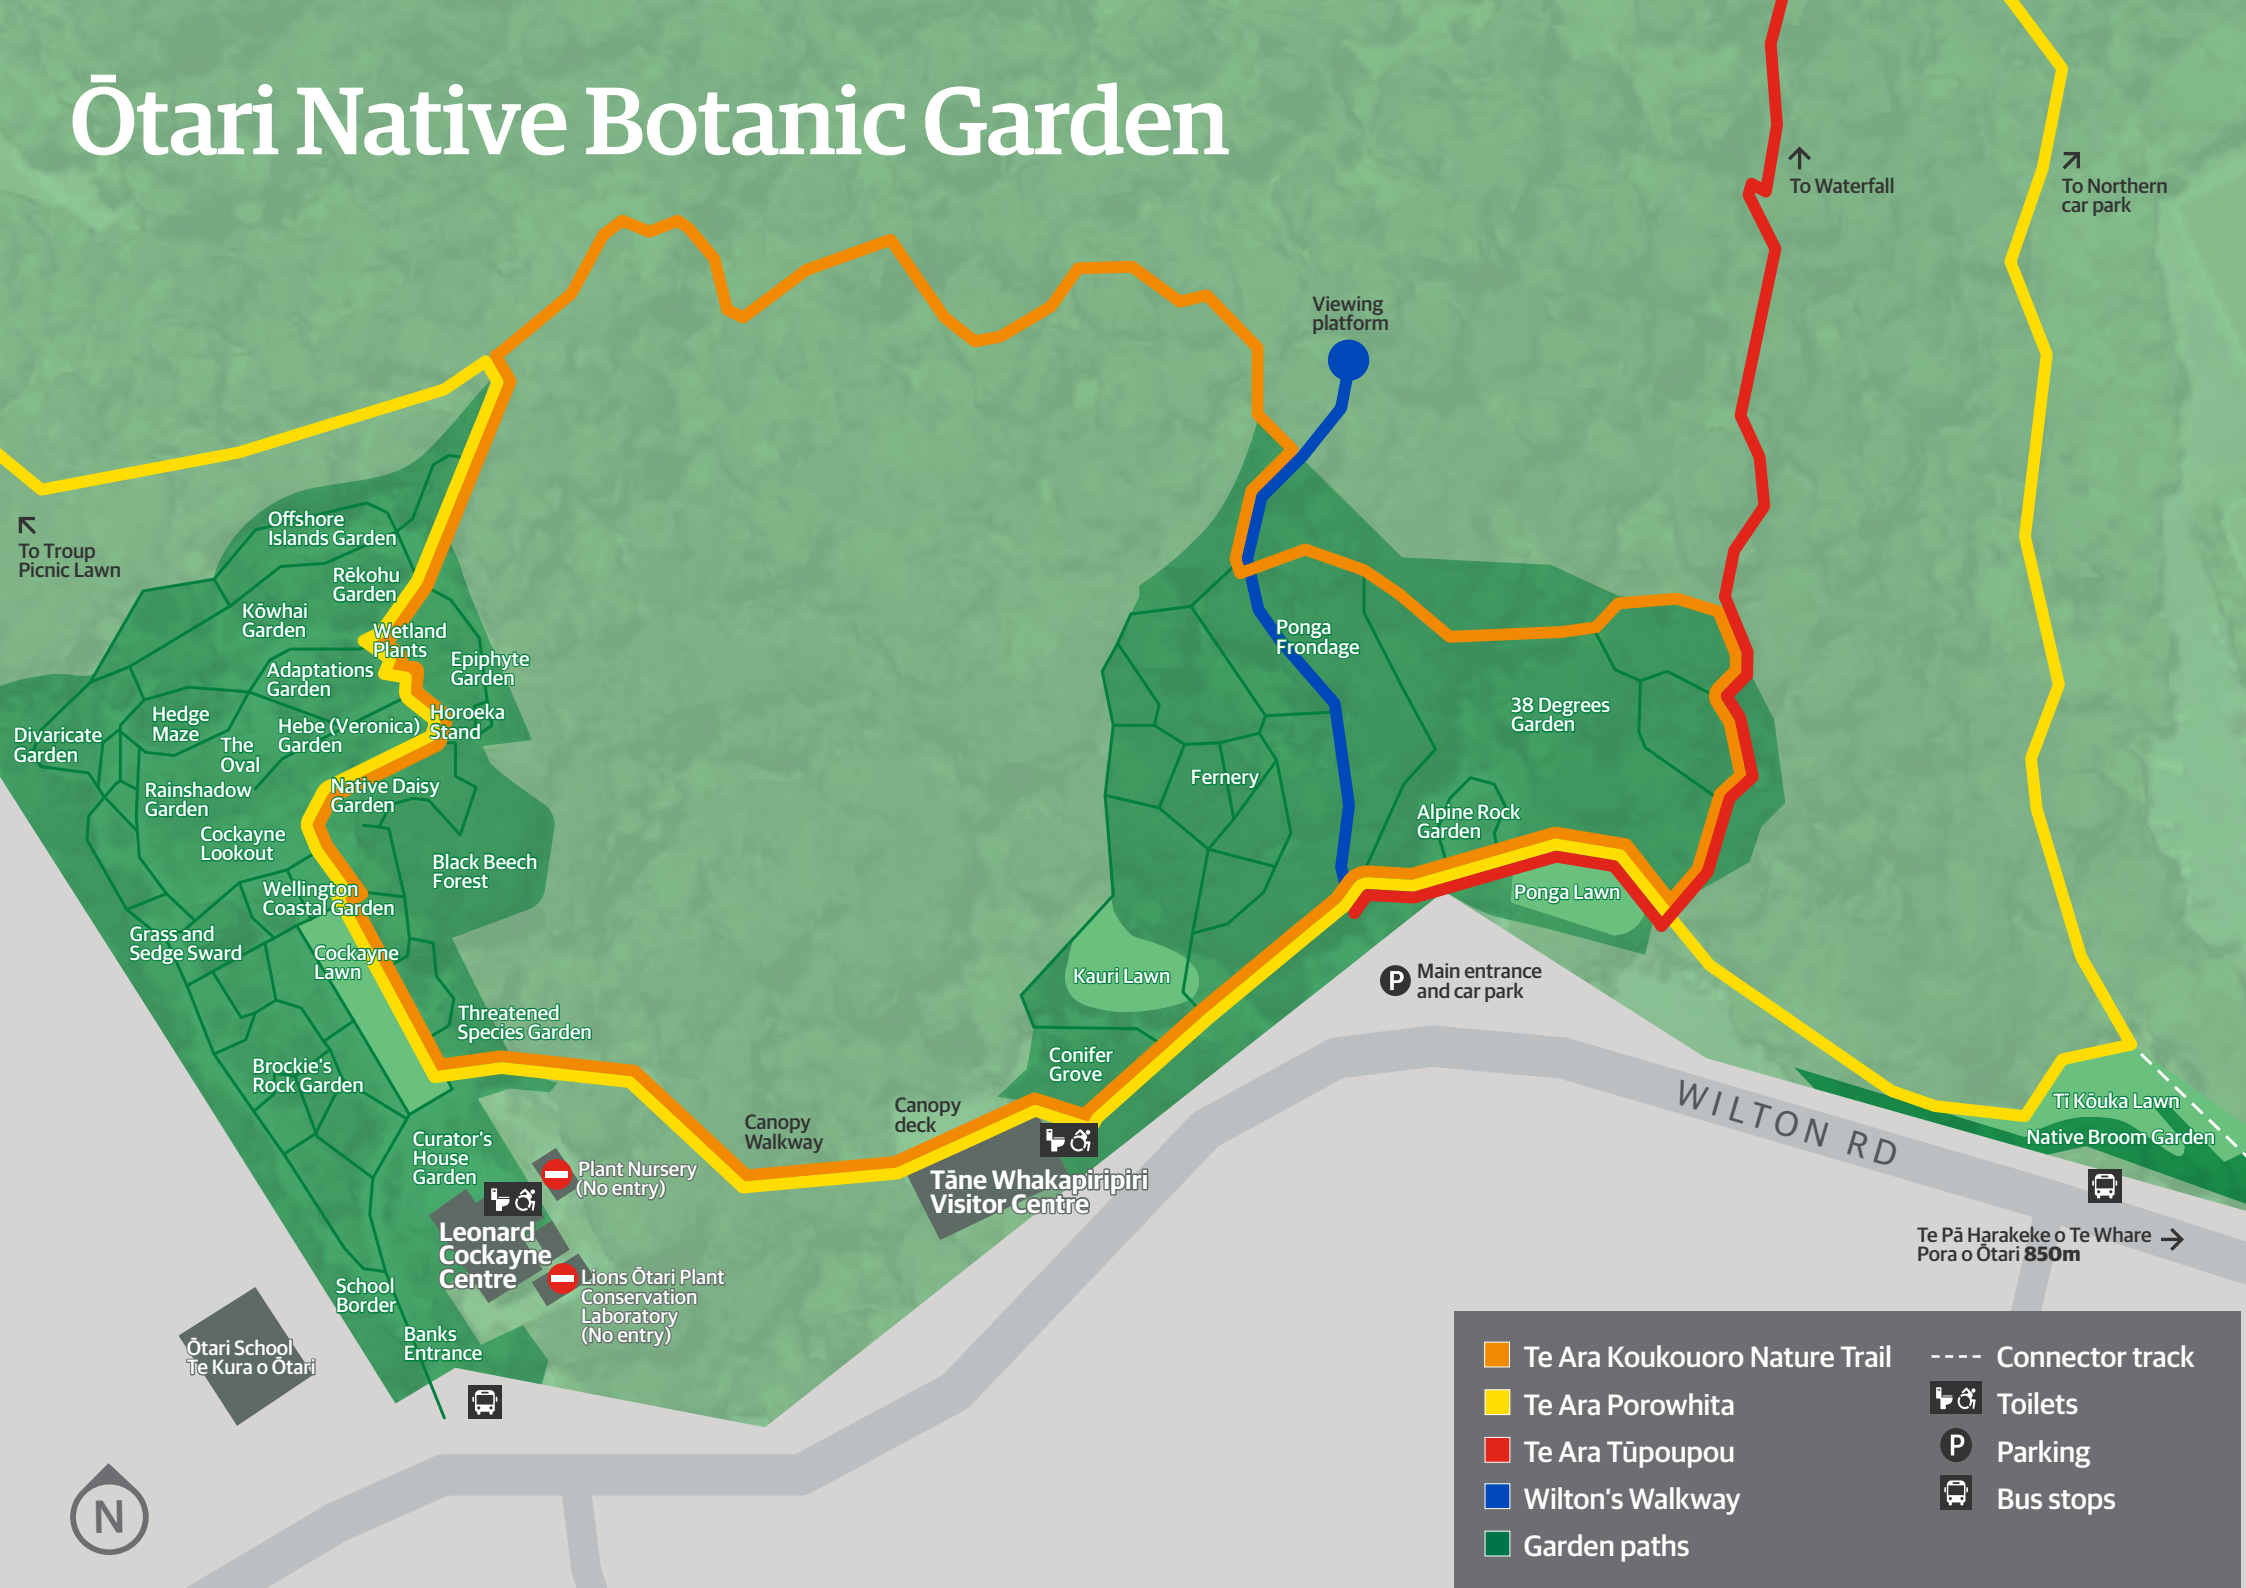 Ōtari Native Botanic Garden
To Waterfall
To Northern
car park
Viewing
platform
To Troup
Picnic Lawn
Offshore
Islands Garden
Rēkohu
Garden
Kōwhai
Garden
Wetland
Plants
Epiphyte
Garden
Adaptations
Garden
Horoeka
Stand
Hedge
Maze
Hebe (Veronica)
Garden
Divaricate
Garden
The
Oval
Rainshadow
Garden
Native Daisy
Garden
Cockayne
Lookout
Black Beech
Forest
Wellington
Coastal Garden
Grass and
Sedge Sward
Cockayne
Lawn
Threatened
Species Garden
Brockie's
Rock Garden
Curator's
House
Garden
Plant Nursery
(No entry)
Leonard
Cockayne
Centre
Lions Ōtari Plant
Conservation
Laboratory
(No entry)
School
Border
Banks
Entrance
Ōtari School
Te Kura o Ōtari
N
Canopy
Walkway
Canopy
deck
Tāne Whakapiripiri
Visitor Centre
Conifer
Grove
Kauri Lawn
Fernery
Ponga
Frondage
38 Degrees
Garden
Alpine Rock
Garden
Ponga Lawn
P
Main entrance
and car park
WILTON RD
Ti Kōuka Lawn
Native Broom Garden
Te Pā Harakeke o Te Whare
Pora o Ōtari 850m
Te Ara Koukouoro Nature Trail
Te Ara Porowhita
Te Ara Tūpoupou
Wilton's Walkway
Garden paths
Connector track
Toilets
P
Parking
Bus stops